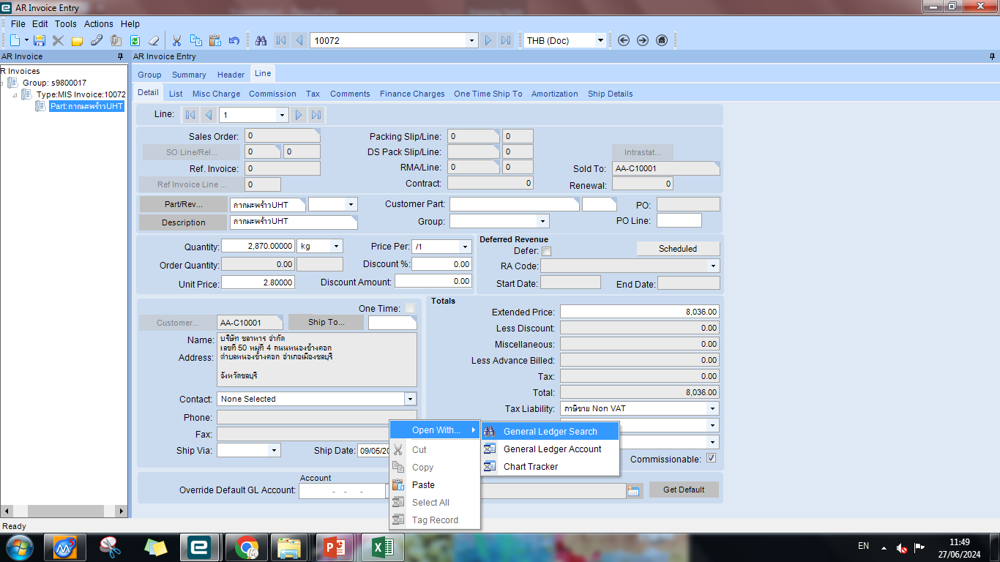 AR Invoice Entry
File Edit Tools Actions Help
10072 THB (Doc)
AR Invoice
AR Invoice Entry
R Invoices
Group: s9800017
Type:MIS Invoice:10072
Part:กากมะพร้าวUHT
Group Summary Header Line
Detail List Misc Charge Commission Tax Comments Finance Charges One Time Ship To Amortization Ship Details
Line: 1
Sales Order: 0 Packing Slip/Line: 0 0
SO Line/Rel... 0 0 DS Pack Slip/Line: 0 Intrastat...
Ref. Invoice: 0 RMA/Line: 0 0 Sold To: AA-C10001
Ref Invoice Line ... 0 Contract: 0 Renewal: 0
Part/Rev... กากมะพร้าวUHT Customer Part: PO:
Description กากมะพร้าวUHT Group: PO Line:
Quantity: 2,870.00000 kg Price Per: /1
Order Quantity: 0.00 Discount %: 0.00
Unit Price: 2.80000 Discount Amount: 0.00
Deferred Revenue
Defer: Scheduled
RA Code:
Start Date: End Date:
One Time:
Customer... AA-C10001 Ship To...
Name: บริษัท ชลาหาร จำกัด
เลขที่ 50 หมู่ที่ 4 ถนนหนองข้างคอก
Address: ตำบลหนองข้างคอก อำเภอเมืองชลบุรี
จังหวัดชลบุรี
Contact: None Selected
Phone:
Fax:
Ship Via: Ship Date: 09/05/20
Totals
Extended Price: 8,036.00
Less Discount: 0.00
Miscellaneous: 0.00
Less Advance Billed: 0.00
Tax: 0.00
Total: 8,036.00
Tax Liability: ภาษีขาย Non VAT
Commissionable:
Account
Override Default GL Account: - - - Get Default
Open With...
Cut
Copy
Paste
Select All
Tag Record
General Ledger Search
General Ledger Account
Chart Tracker
Ready
EN 11:49
27/06/2024